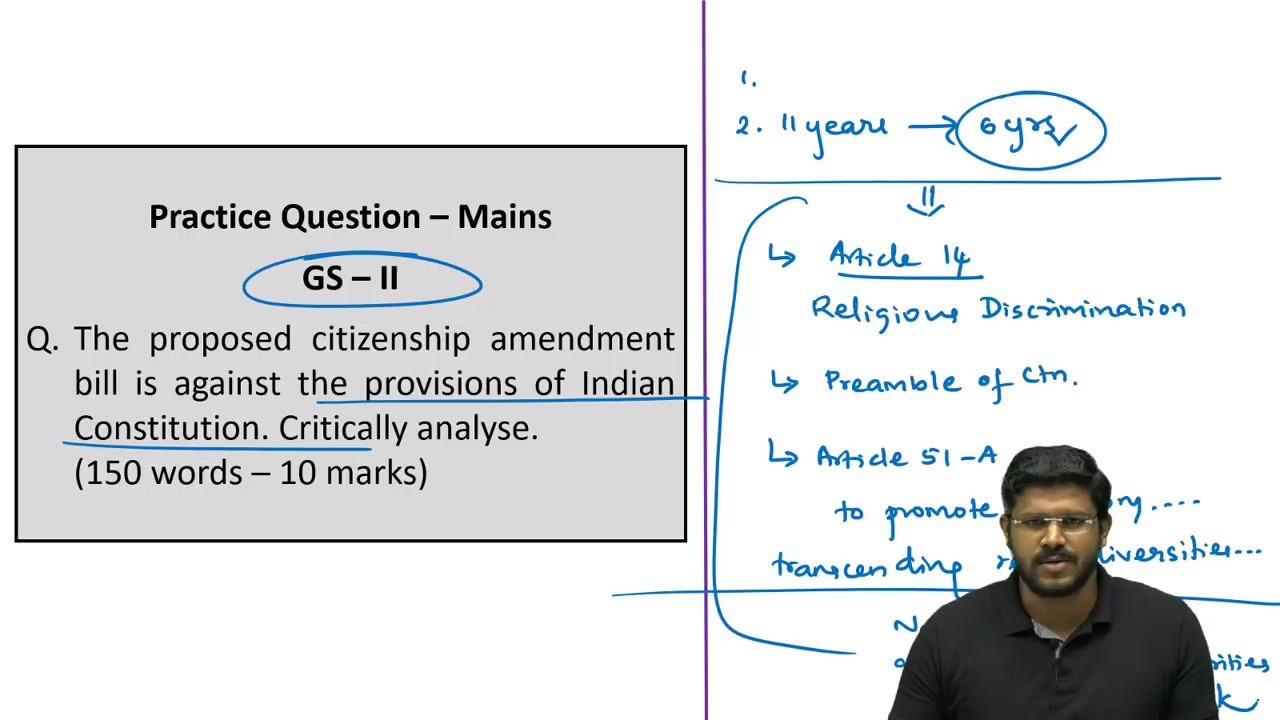 Practice Question – Mains
GS – II
Q. The proposed citizenship amendment
bill is against the provisions of Indian
Constitution. Critically analyse.
(150 words – 10 marks)
1.
2. 11 years → 6 yrs ✓
↳ Article 14
Religious Discrimination
↳ Preamble of Ctn.
↳ Article 51-A
to promote
transcending diversities...